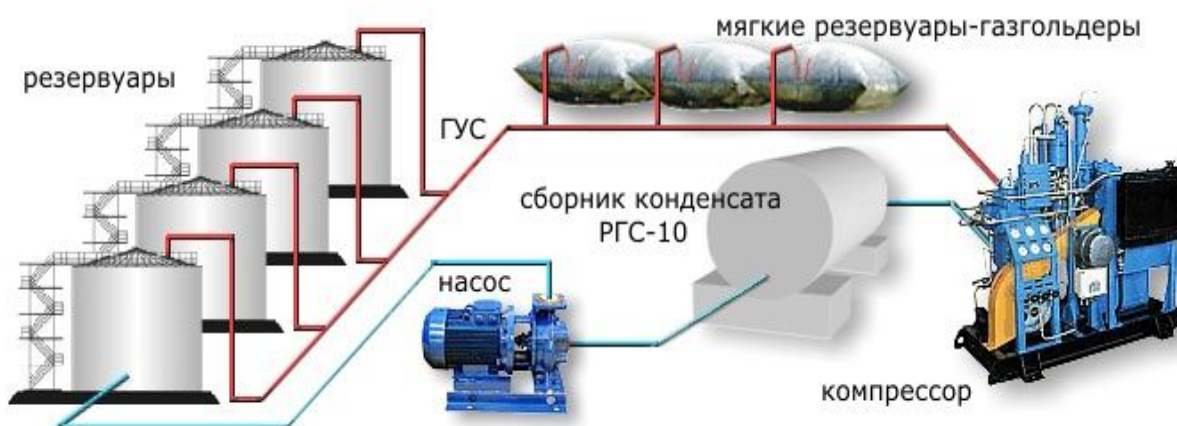 мягкие резервуары-газгольдеры
резервуары
ГУС
сборник конденсата
РГС-10
насос
компрессор